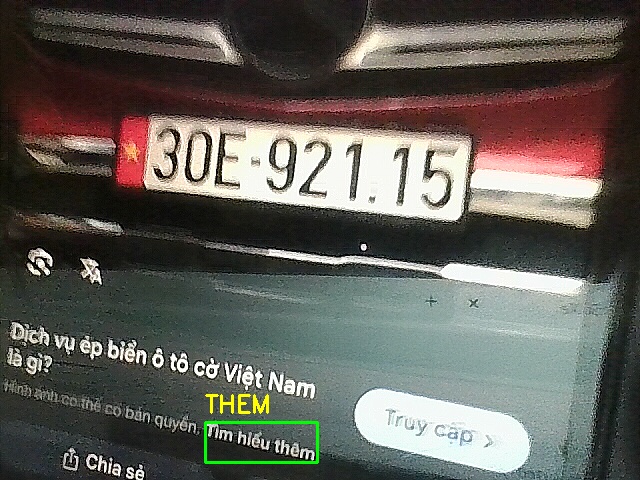 30E-921.15
Dịch vụ ép biển ô tô cờ Việt Nam
là gì?
THEM
Hình ảnh có thể có bản quyền. Tìm hiểu thêm
Truy cập >
Chia sẻ